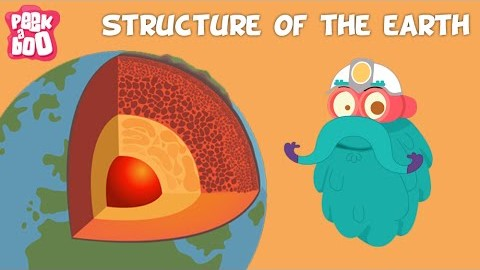 PEEK
a
BOO
STRUCTURE OF THE EARTH